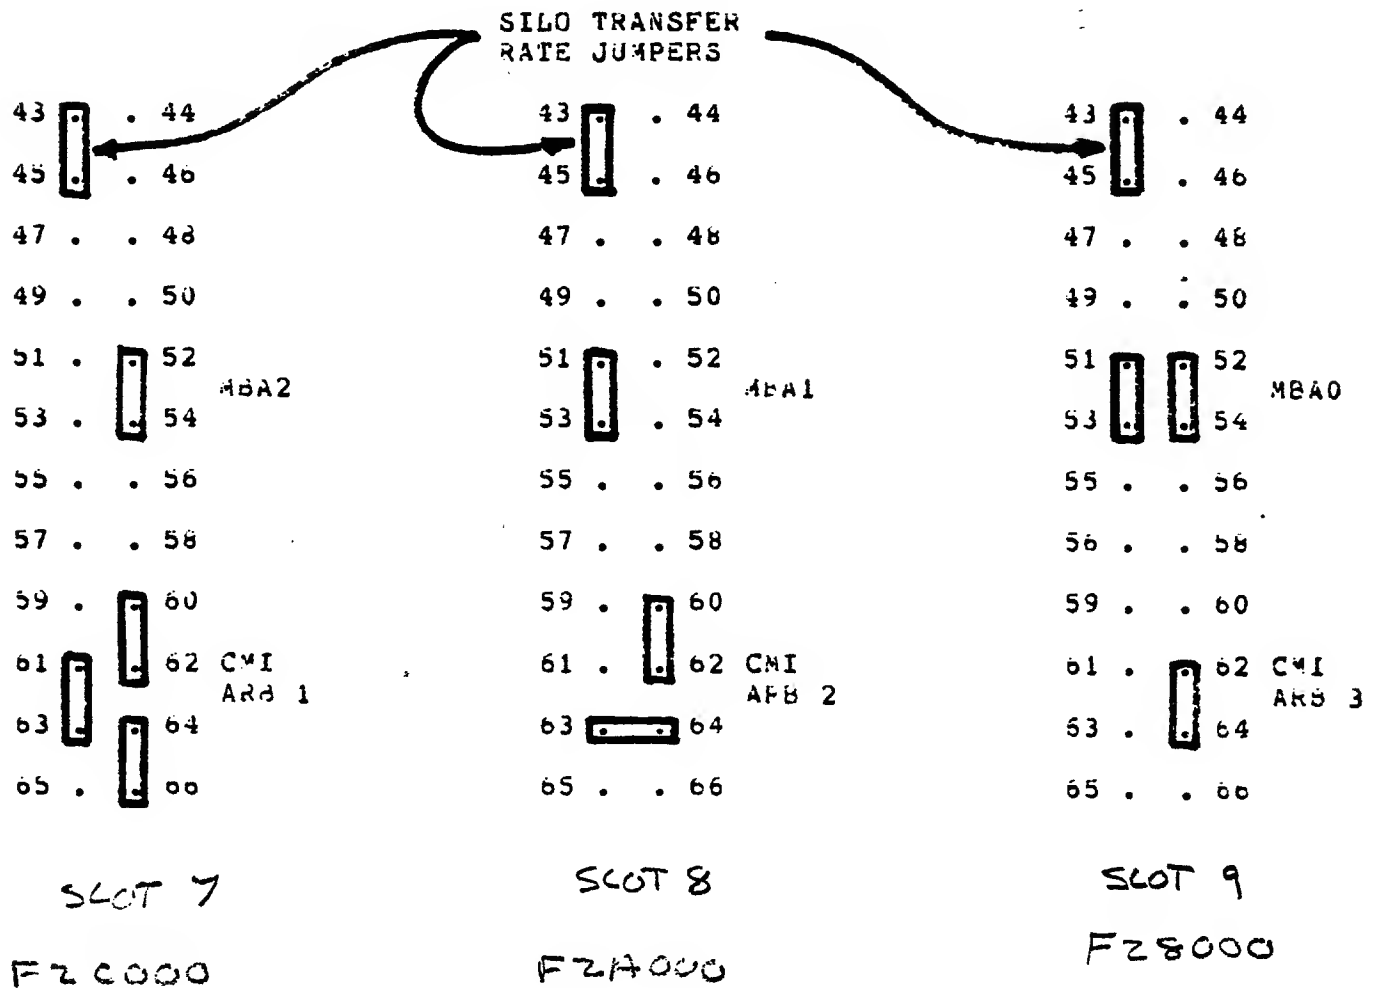 SILO TRANSFER
RATE JUMPERS
43 . 44 43 . 44 43 . 44
45 . 46 45 . 46 45 . 46
47 . . 48 47 . . 48 47 . . 48
49 . . 50 49 . . 50 49 . . 50
51 . 52 51 . 52 51 52
MBA2 MBA1 MBA0
53 . 54 53 . 54 53 54
55 . . 56 55 . . 56 55 . . 56
57 . . 58 57 . . 58 56 . . 58
59 . 60 59 . 60 59 . . 60
61 62 CMI 61 . 62 CMI 61 . 62 CMI
ARB 1 ARB 2 ARB 3
63 64 63 64 63 . 64
65 . 66 65 . . 66 65 . . 66
SLOT 7 SLOT 8 SLOT 9
F2C000 F2A000 F28000